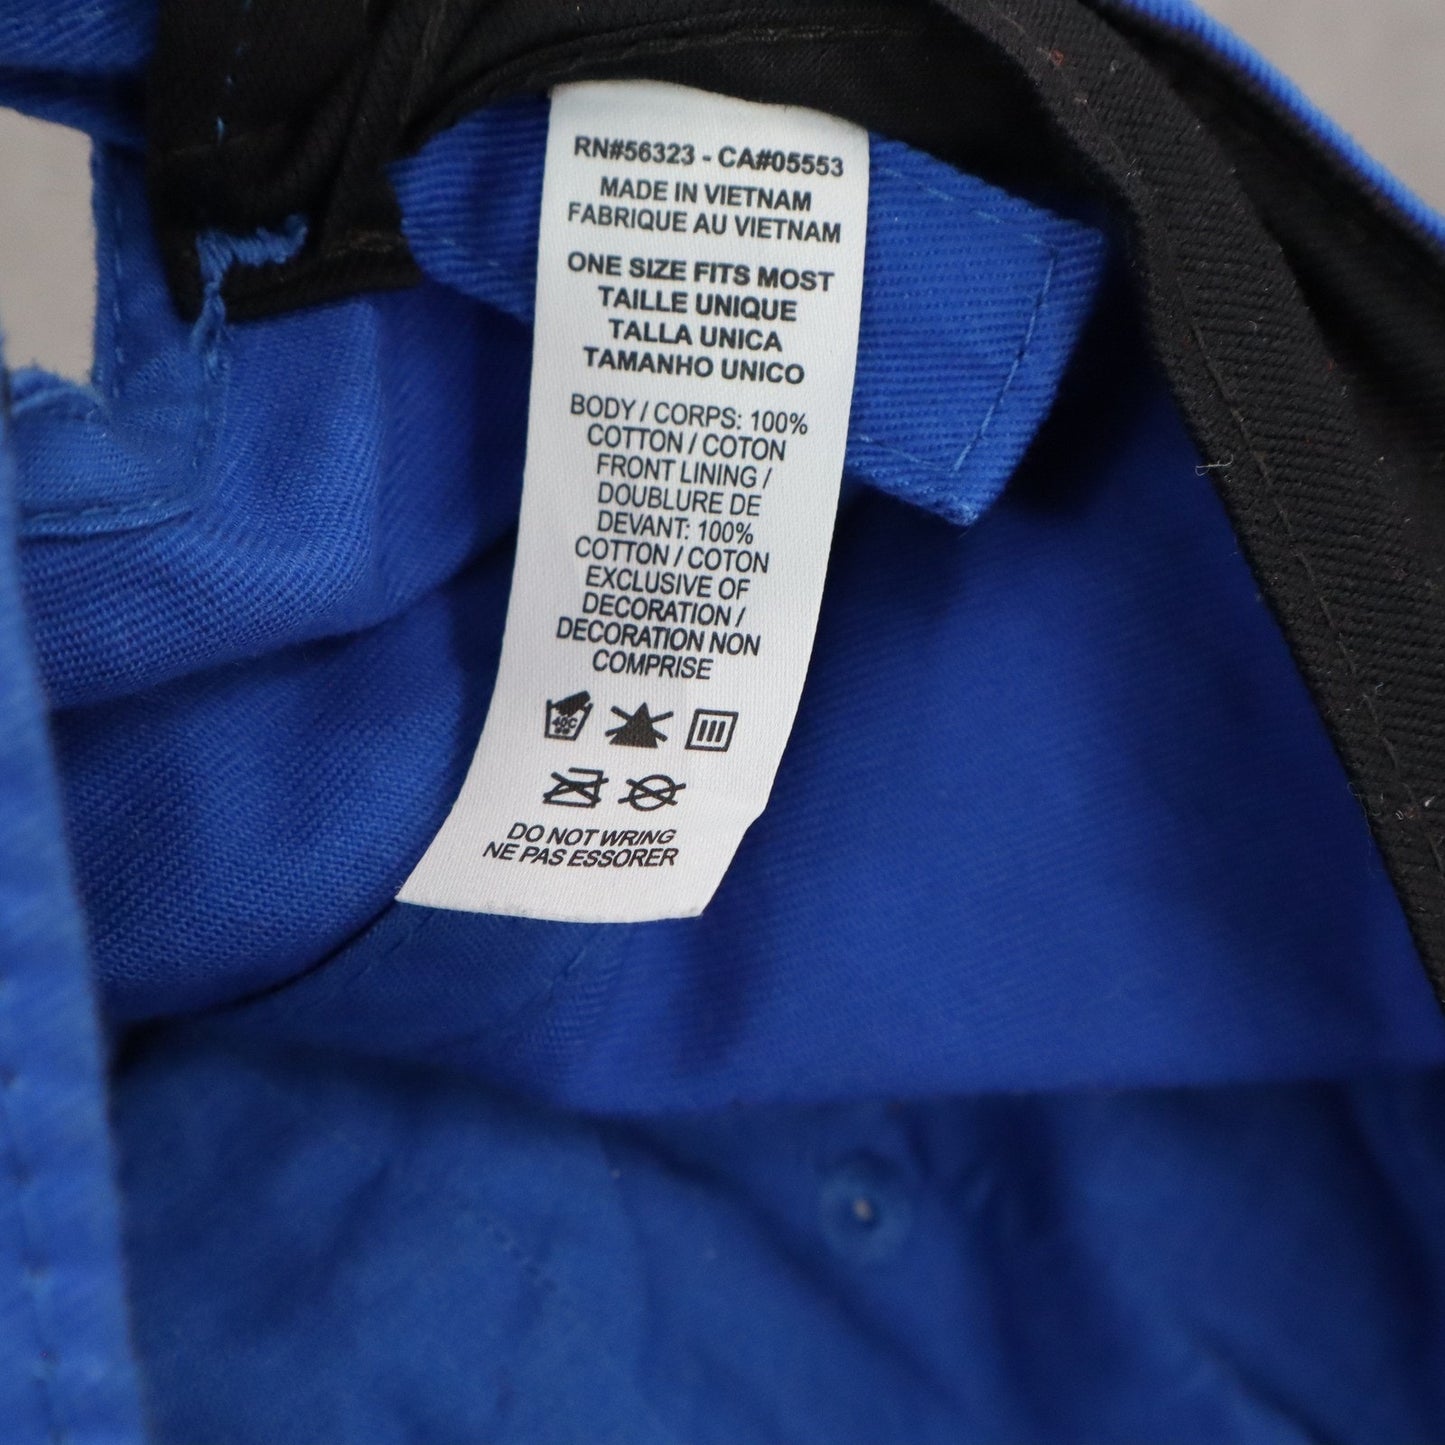 RN#56323 - CA#05553
MADE IN VIETNAM
FABRIQUE AU VIETNAM
ONE SIZE FITS MOST
TAILLE UNIQUE
TALLA UNICA
TAMANHO UNICO
BODY / CORPS: 100%
COTTON / COTON
FRONT LINING /
DOUBLURE DE
DEVANT: 100%
COTTON / COTON
EXCLUSIVE OF
DECORATION /
DECORATION NON
COMPRISE
40C
DO NOT WRING
NE PAS ESSORER